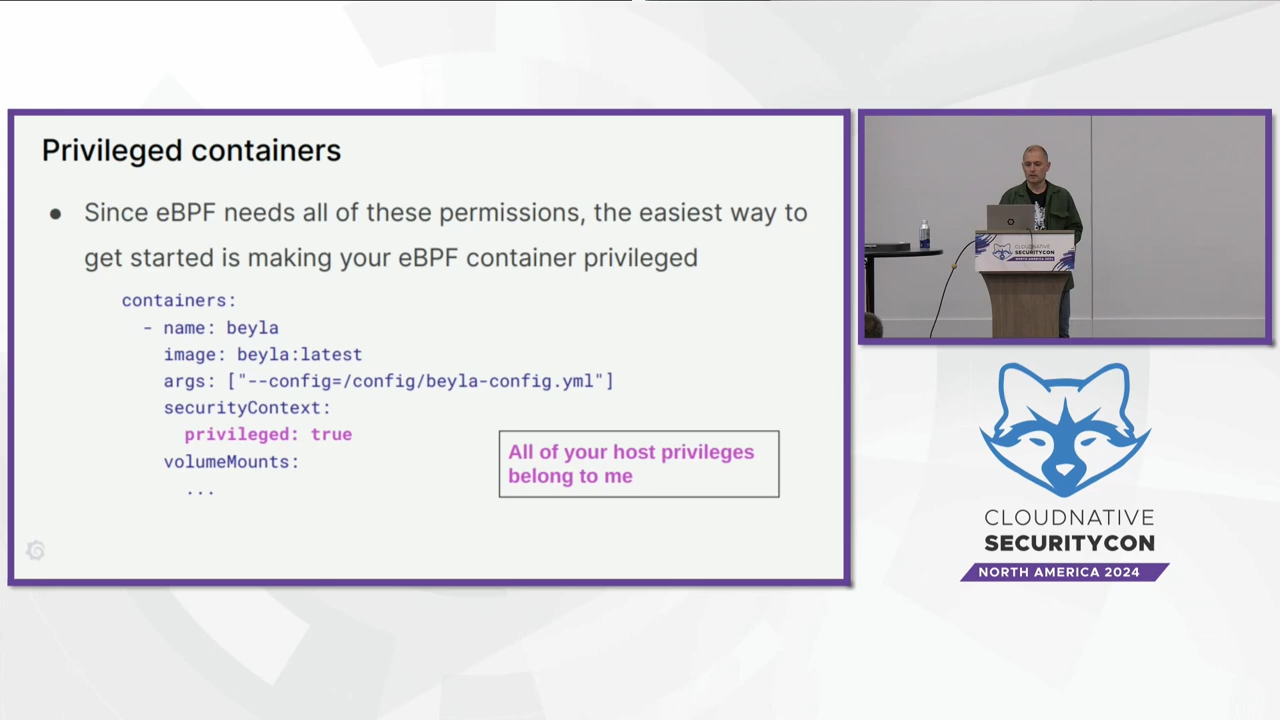 Privileged containers
● Since eBPF needs all of these permissions, the easiest way to
get started is making your eBPF container privileged
containers:
- name: beyla
image: beyla:latest
args: ["--config=/config/beyla-config.yml"]
securityContext:
privileged: true
volumeMounts:
...
All of your host privileges
belong to me
CLOUDNATIVE
SECURITYCON
CLOUDNATIVE
SECURITYCON
NORTH AMERICA 2024